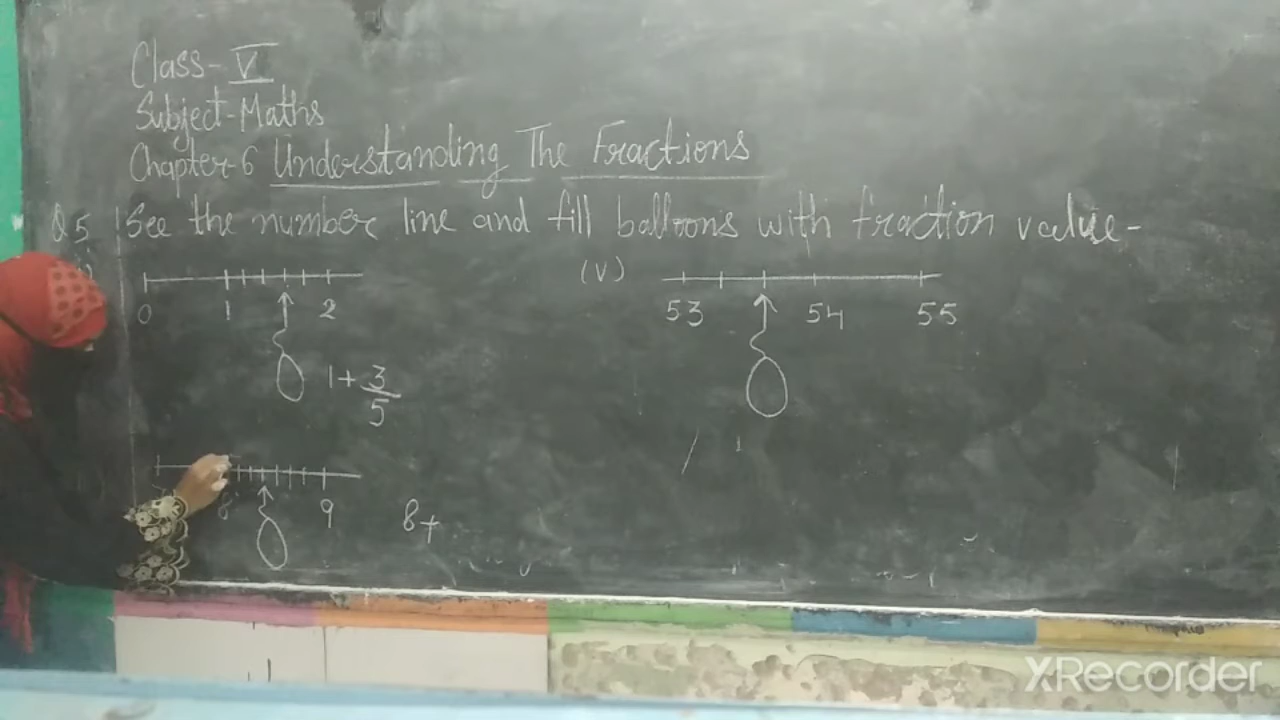 Class-V
Subject-Maths
Chapter-6 Understanding The Fractions
Q5 See the number line and fill balloons with fraction value-
0 1 2
1+3/5
(V)
53 54 55
8 9
8+
XRecorder